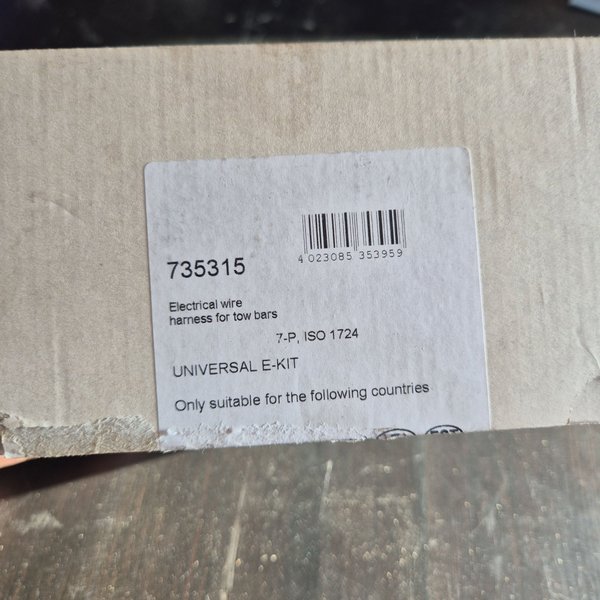 4 023085 353959
735315
Electrical wire
harness for tow bars
7-P, ISO 1724
UNIVERSAL E-KIT
Only suitable for the following countries